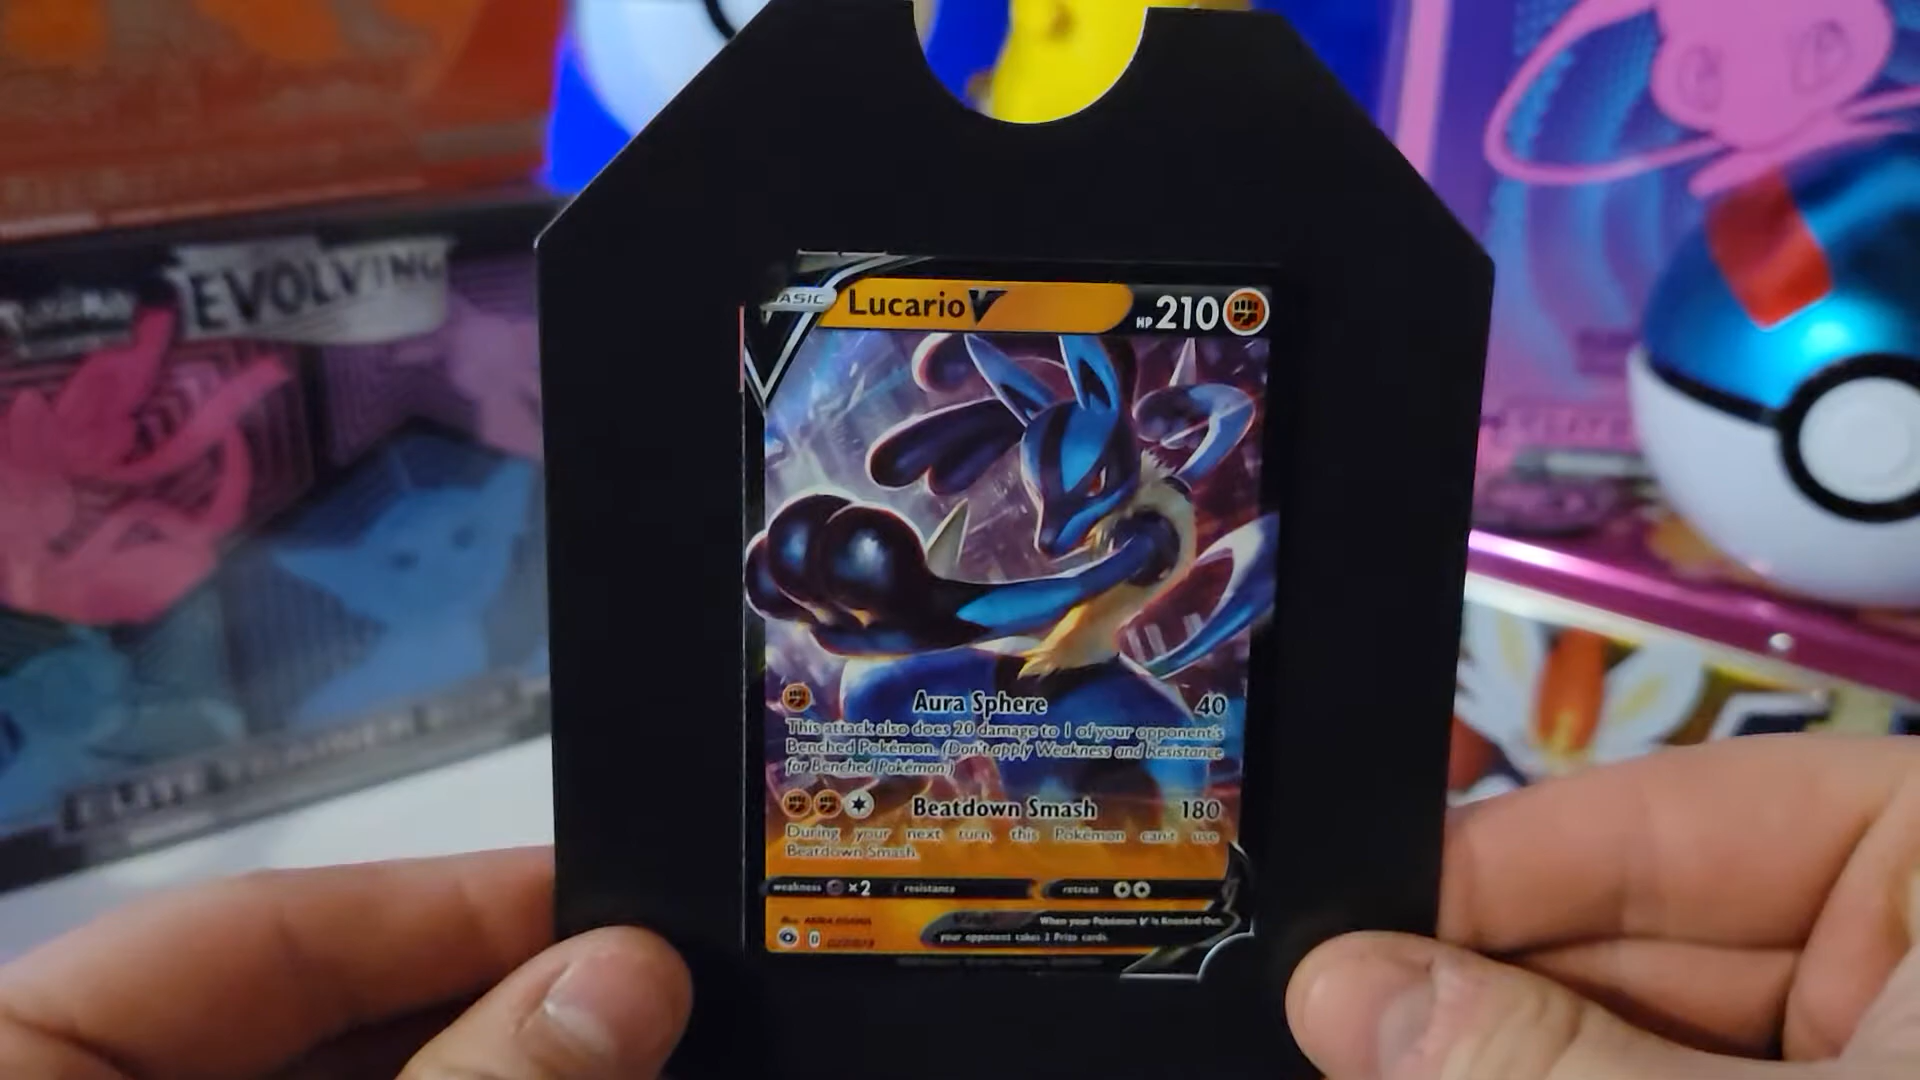 EVOLVING
BASIC
Lucario V
HP 210
Aura Sphere 40
This attack also does 20 damage to 1 of your opponent's
Benched Pokémon. (Don't apply Weakness and Resistance
for Benched Pokémon.)
Beatdown Smash 180
During your next turn, this Pokémon can't use
Beatdown Smash.
weakness ×2 resistance retreat
When your Pokémon V is Knocked Out,
your opponent takes 2 Prize cards.
ELITE TRAINER